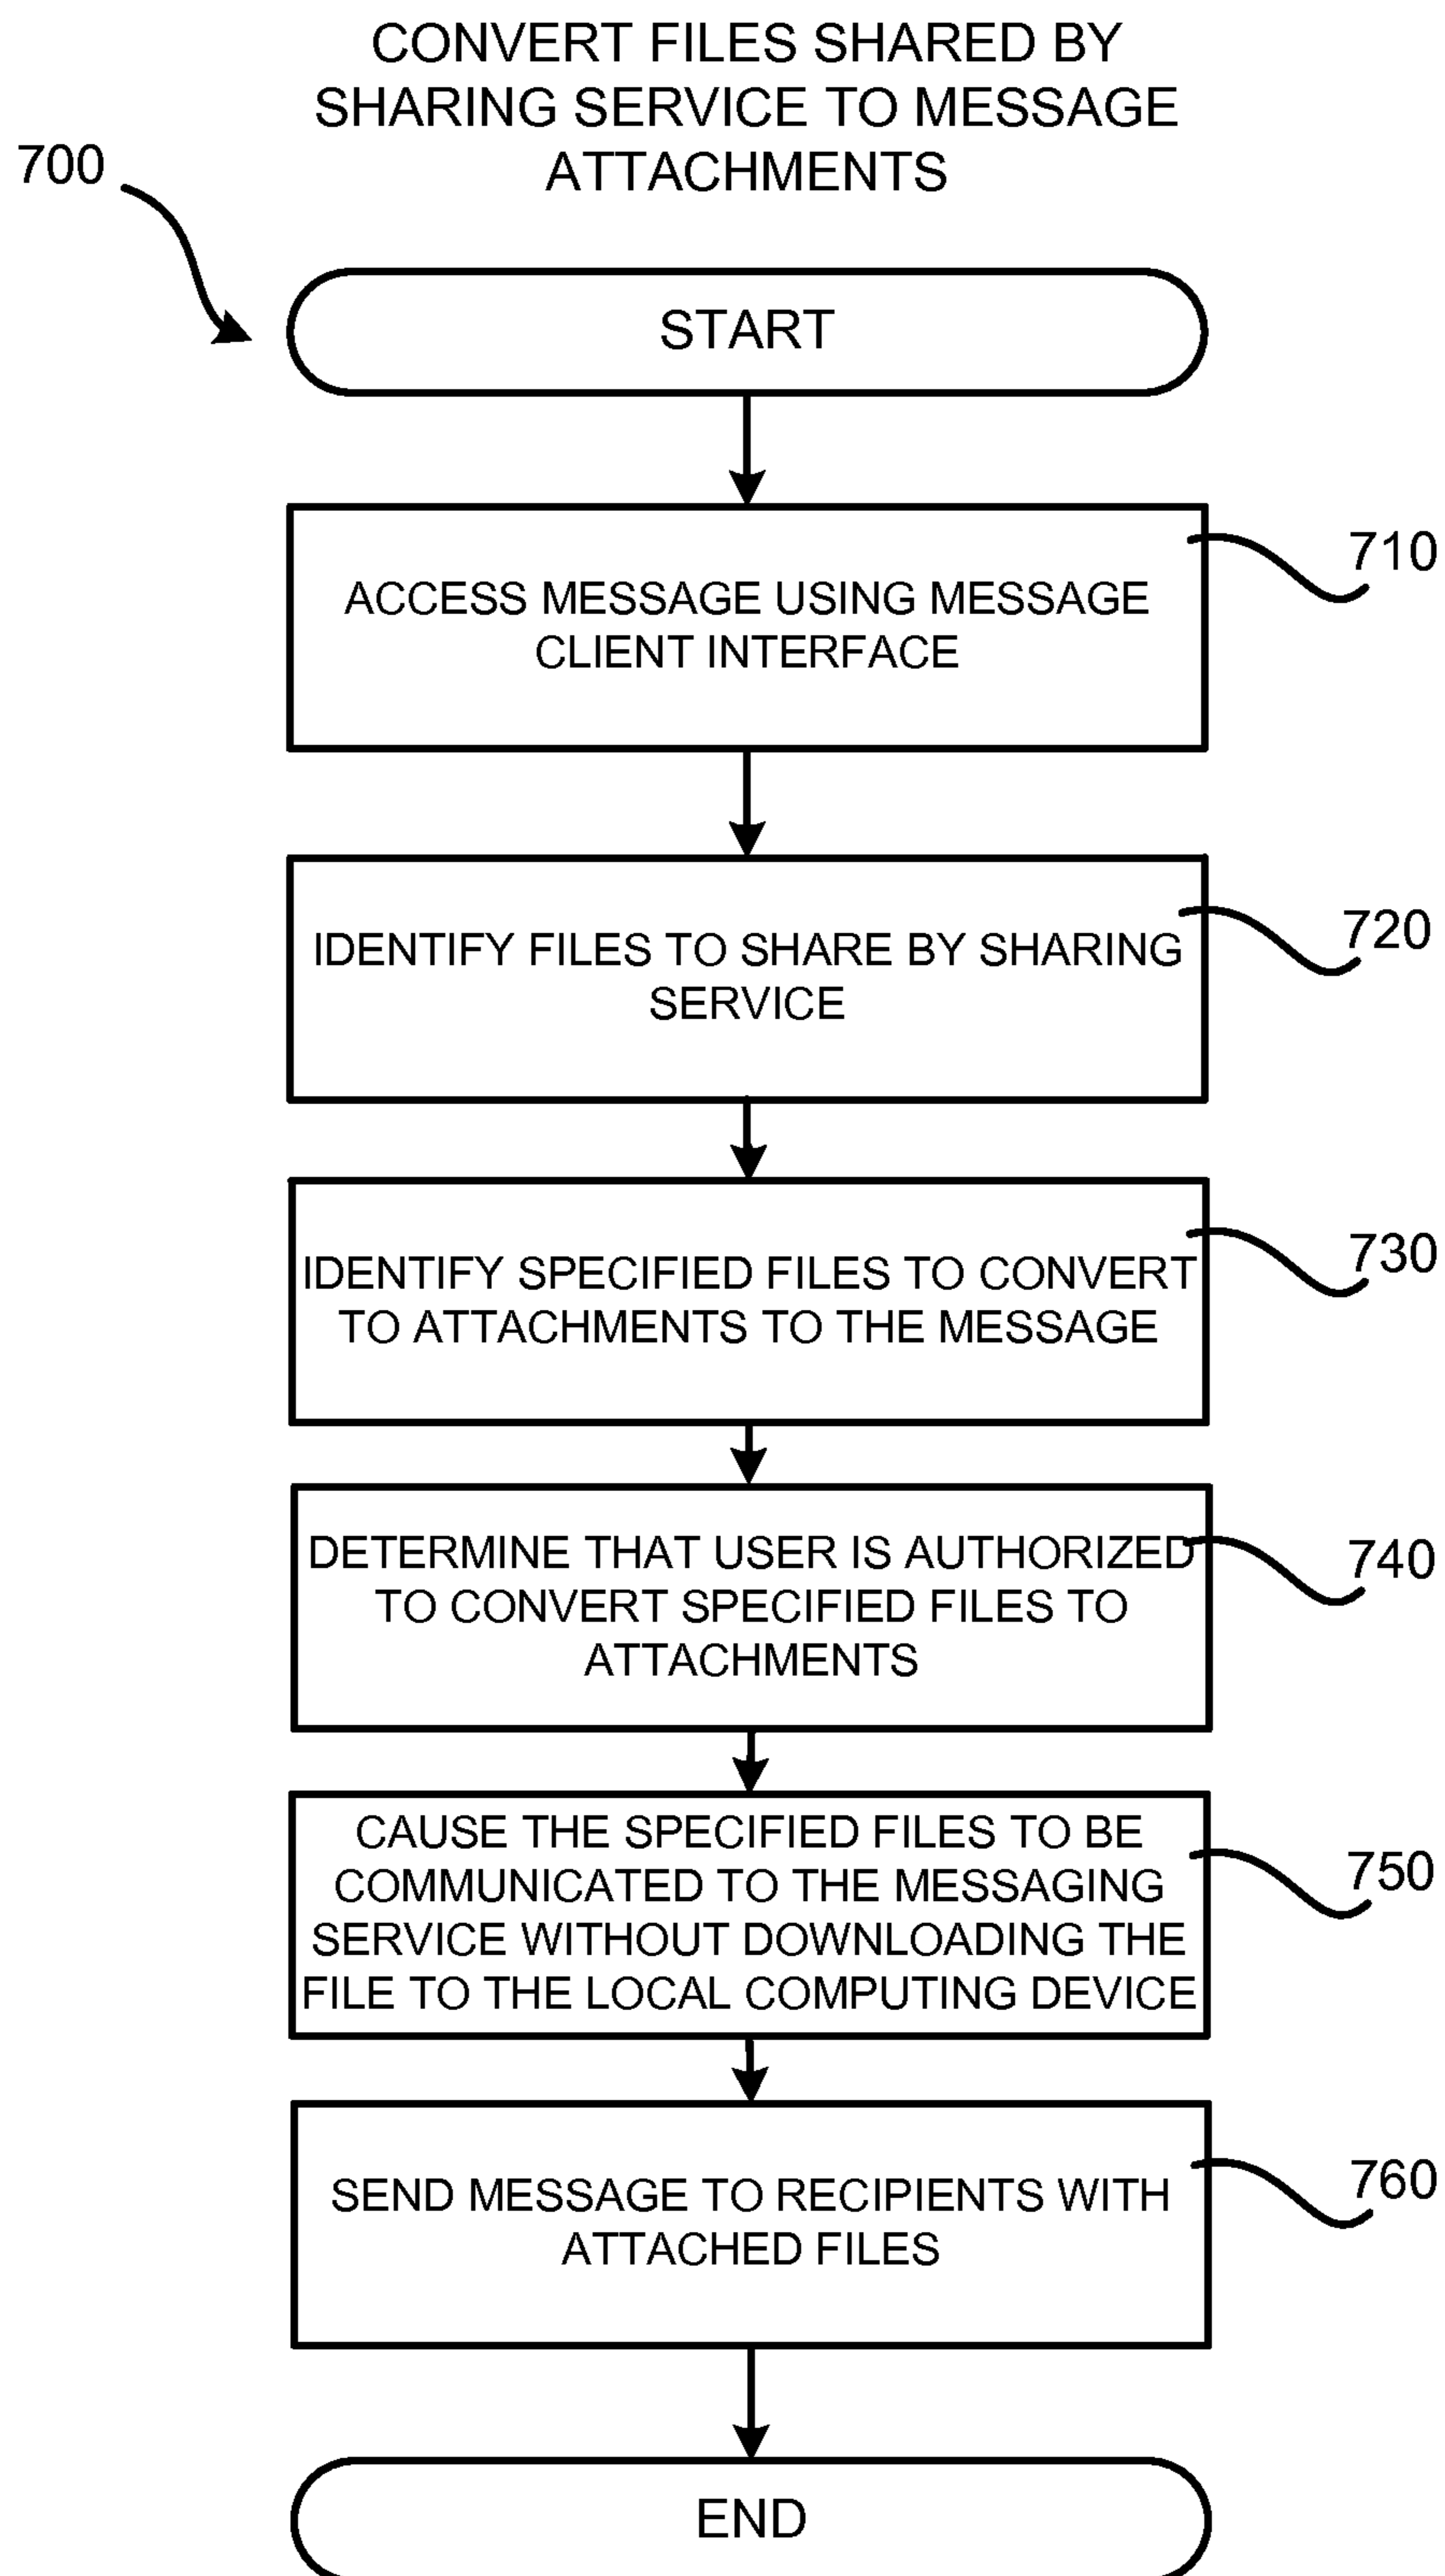 CONVERT FILES SHARED BY
SHARING SERVICE TO MESSAGE
ATTACHMENTS
700
START
ACCESS MESSAGE USING MESSAGE
CLIENT INTERFACE
710
IDENTIFY FILES TO SHARE BY SHARING
SERVICE
720
IDENTIFY SPECIFIED FILES TO CONVERT
TO ATTACHMENTS TO THE MESSAGE
730
DETERMINE THAT USER IS AUTHORIZED
TO CONVERT SPECIFIED FILES TO
ATTACHMENTS
740
CAUSE THE SPECIFIED FILES TO BE
COMMUNICATED TO THE MESSAGING
SERVICE WITHOUT DOWNLOADING THE
FILE TO THE LOCAL COMPUTING DEVICE
750
SEND MESSAGE TO RECIPIENTS WITH
ATTACHED FILES
760
END